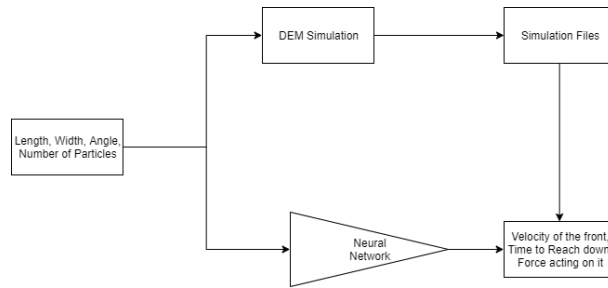 DEM Simulation
Simulation Files
Length, Width, Angle,
Number of Particles
Neural
Network
Velocity of the front,
Time to Reach down,
Force acting on it